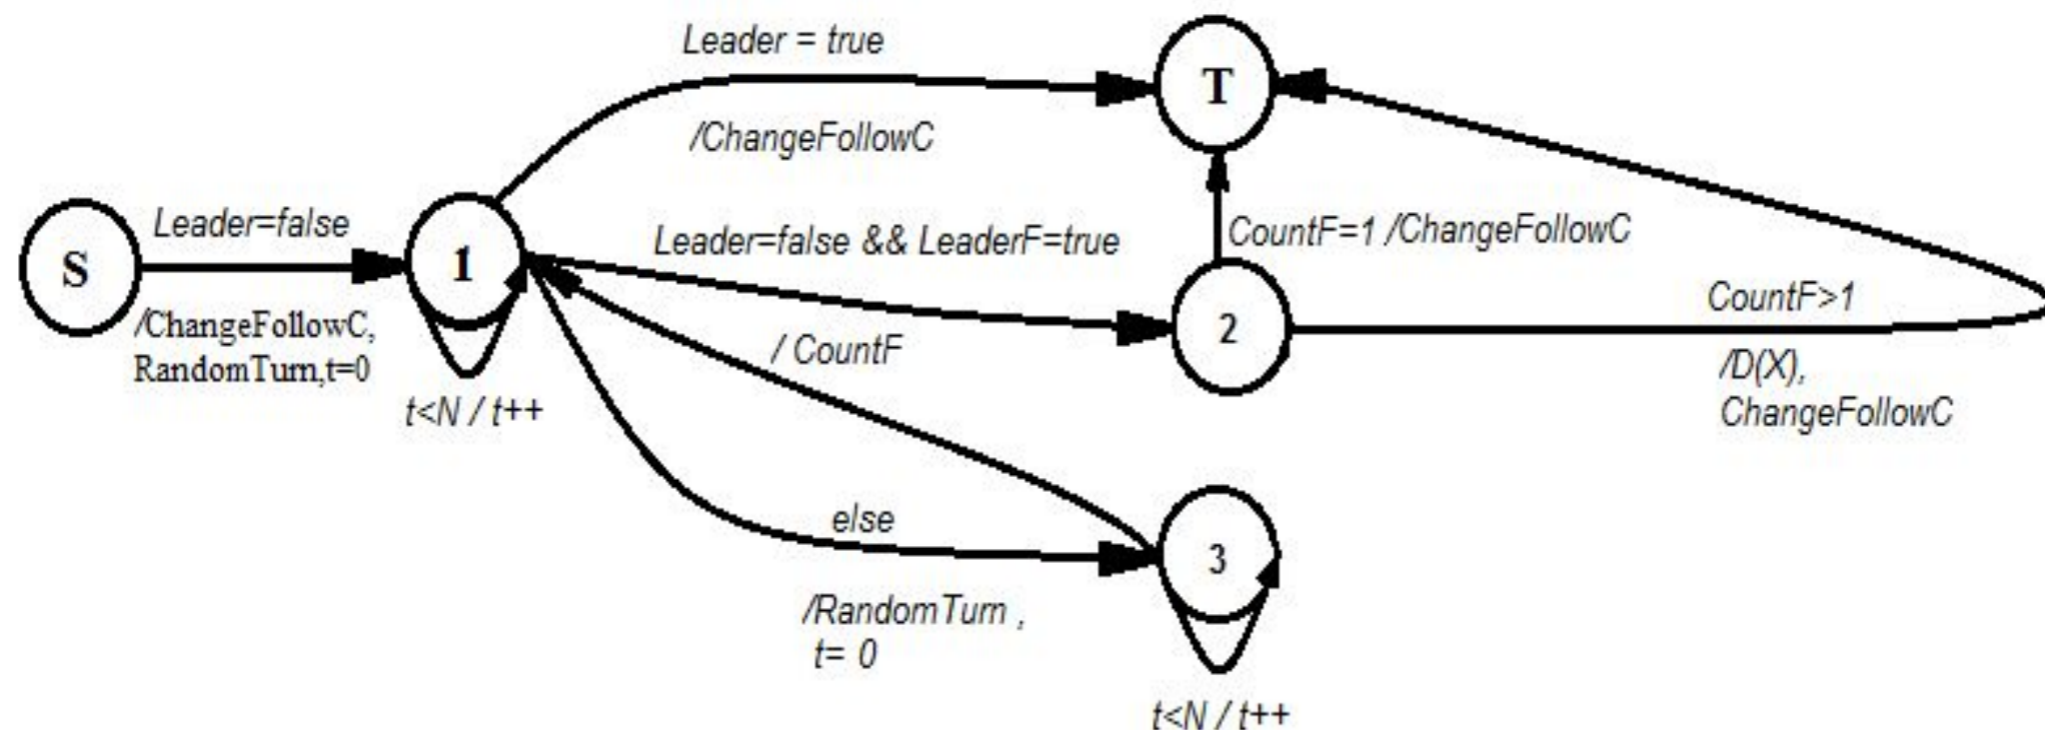 Leader = true
T
/ChangeFollowC
Leader=false
Leader=false && LeaderF=true
CountF=1 /ChangeFollowC
S
1
/ChangeFollowC,
RandomTurn,t=0
CountF>1
2
/ CountF
/D(X),
ChangeFollowC
t<N / t++
else
3
/RandomTurn ,
t= 0
t<N / t++